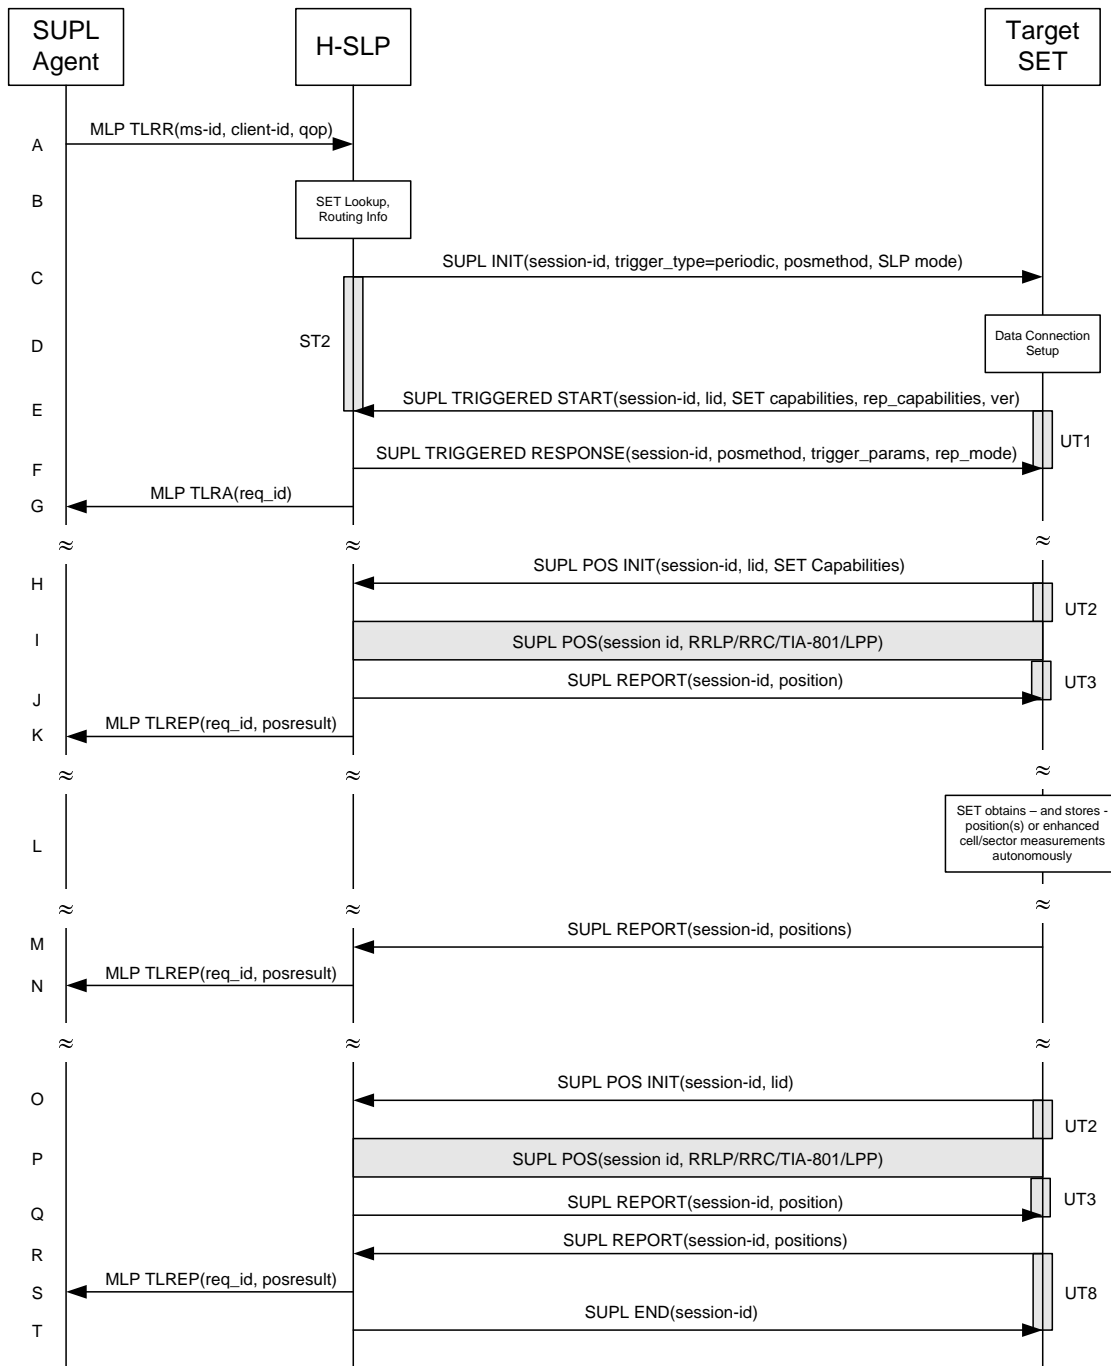 SUPL
Agent
H-SLP
Target
SET
A
MLP TLRR(ms-id, client-id, qop)
B
SET Lookup,
Routing Info
C
SUPL INIT(session-id, trigger_type=periodic, posmethod, SLP mode)
D
ST2
Data Connection
Setup
E
SUPL TRIGGERED START(session-id, lid, SET capabilities, rep_capabilities, ver)
UT1
F
SUPL TRIGGERED RESPONSE(session-id, posmethod, trigger_params, rep_mode)
G
MLP TLRA(req_id)
≈ ≈ ≈
H
SUPL POS INIT(session-id, lid, SET Capabilities)
UT2
I
SUPL POS(session id, RRLP/RRC/TIA-801/LPP)
J
SUPL REPORT(session-id, position)
UT3
K
MLP TLREP(req_id, posresult)
≈ ≈ ≈
L
SET obtains – and stores -
position(s) or enhanced
cell/sector measurements
autonomously
≈ ≈ ≈
M
SUPL REPORT(session-id, positions)
N
MLP TLREP(req_id, posresult)
≈ ≈ ≈
O
SUPL POS INIT(session-id, lid)
UT2
P
SUPL POS(session id, RRLP/RRC/TIA-801/LPP)
Q
SUPL REPORT(session-id, position)
UT3
R
SUPL REPORT(session-id, positions)
S
MLP TLREP(req_id, posresult)
UT8
T
SUPL END(session-id)